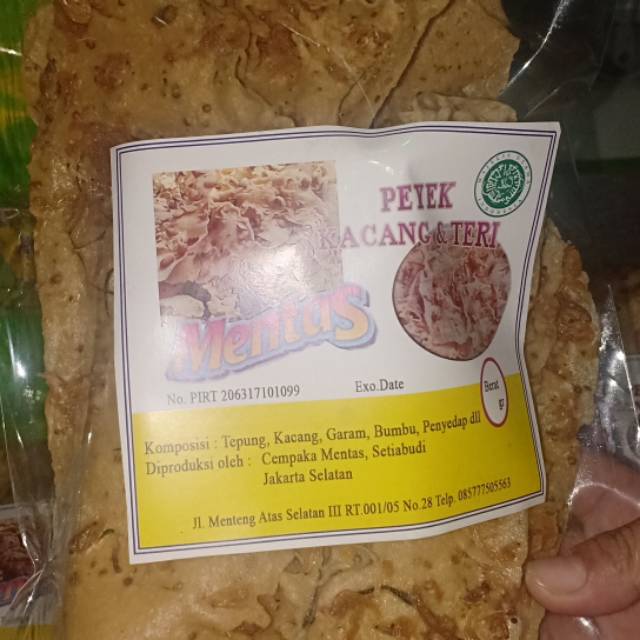 PEYEK
KACANG & TERI
Mentas
No. PIRT 206317101099
Exo.Date
Berat
gr
Komposisi : Tepung, Kacang, Garam, Bumbu, Penyedap dll
Diproduksi oleh : Cempaka Mentas, Setiabudi
Jakarta Selatan
Jl. Menteng Atas Selatan III RT.001/05 No.28 Telp. 085777505563